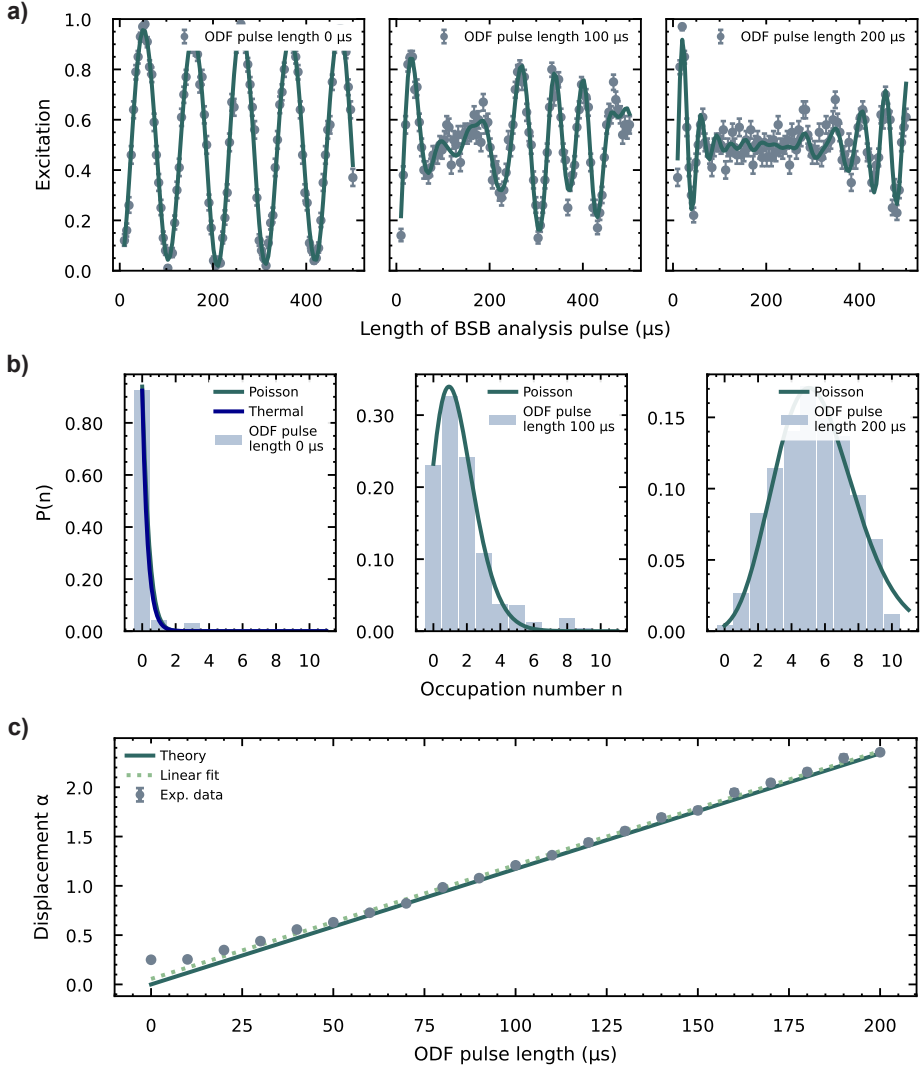 a)
ODF pulse length 0 µs
ODF pulse length 100 µs
ODF pulse length 200 µs
1.0
0.8
0.6
0.4
0.2
0.0
Excitation
0 200 400
0 200 400
0 200 400
Length of BSB analysis pulse (µs)
b)
Poisson
Thermal
ODF pulse
length 0 µs
0.80
0.60
0.40
0.20
0.00
P(n)
0 2 4 6 8 10
Poisson
ODF pulse
length 100 µs
0.30
0.20
0.10
0.00
0 2 4 6 8 10
Poisson
ODF pulse
length 200 µs
0.15
0.10
0.05
0.00
0 2 4 6 8 10
Occupation number n
c)
Theory
Linear fit
Exp. data
2.0
1.5
1.0
0.5
0.0
Displacement α
0 25 50 75 100 125 150 175 200
ODF pulse length (µs)